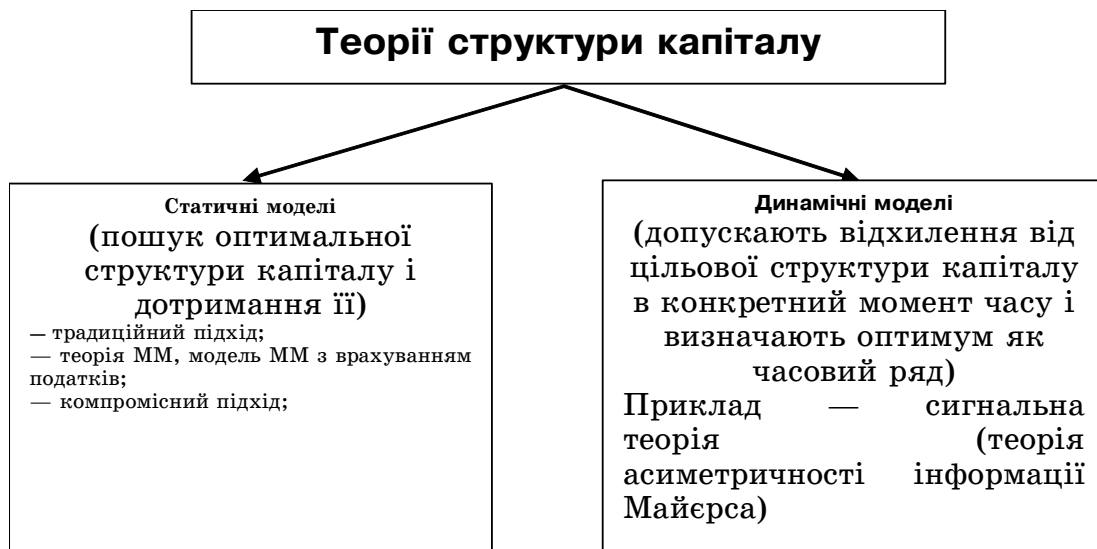 Теорії структури капіталу
Статичні моделі
(пошук оптимальної
структури капіталу і
дотримання її)
— традиційний підхід;
— теорія ММ, модель ММ з врахуванням
податків;
— компромісний підхід;
Динамічні моделі
(допускають відхилення від
цільової структури капіталу
в конкретний момент часу і
визначають оптимум як
часовий ряд)
Приклад — сигнальна
теорія (теорія
асиметричності інформації
Майєрса)